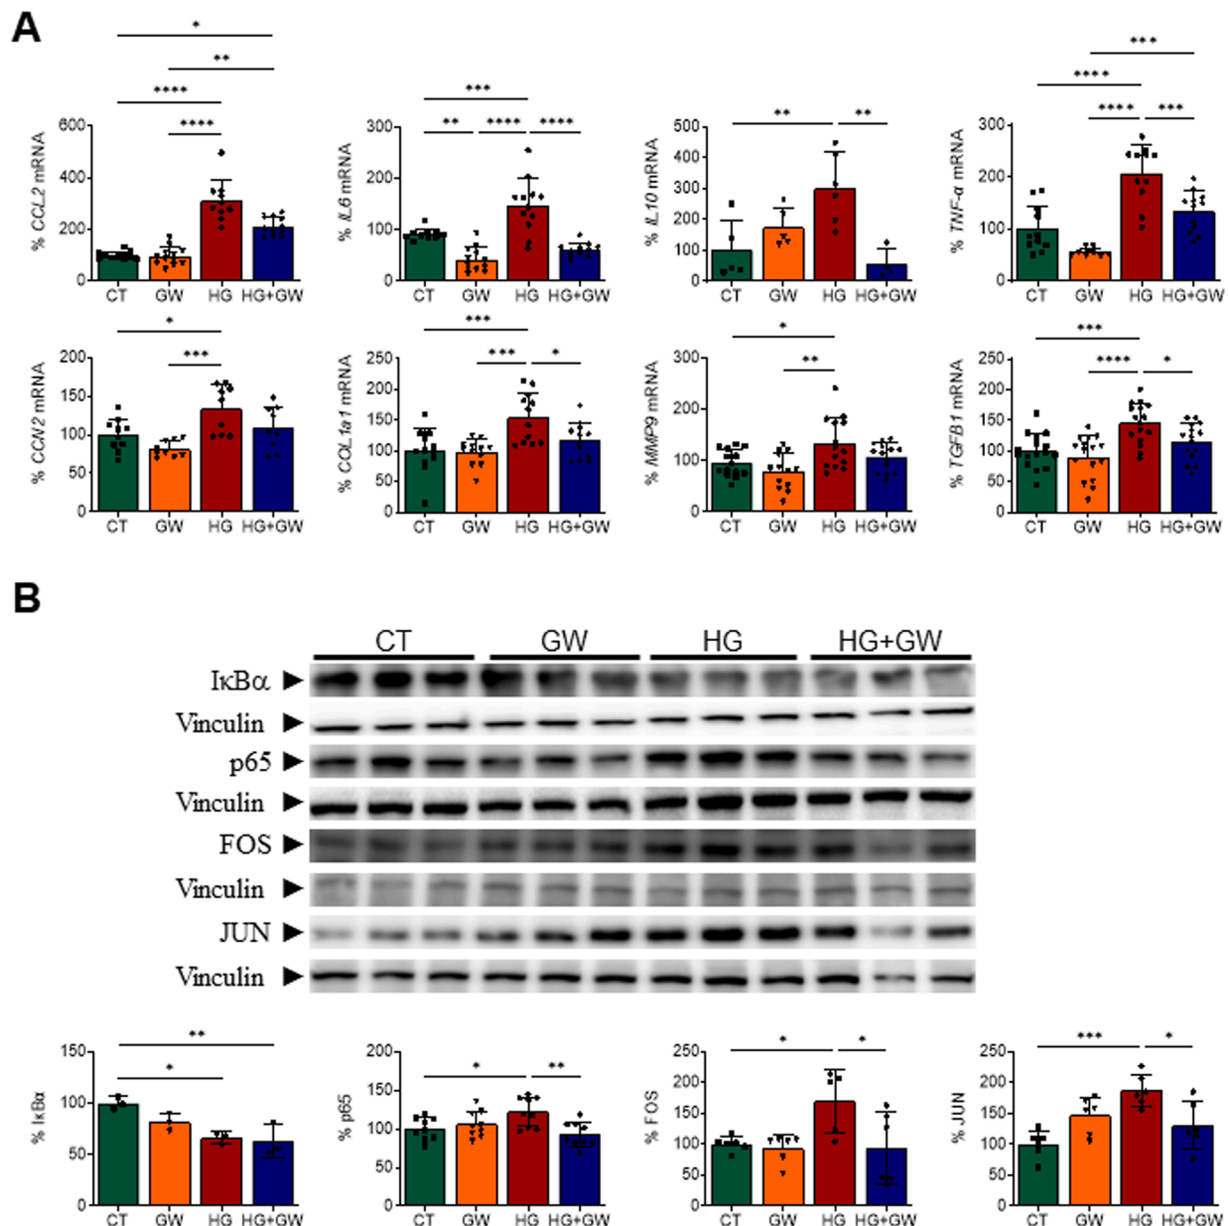 A
* ** **** ****
% CCL2 mRNA
600
400
200
0
CT GW HG HG+GW
*** ** **** ****
% IL6 mRNA
300
200
100
0
CT GW HG HG+GW
** **
% IL10 mRNA
500
400
300
200
100
0
CT GW HG HG+GW
*** **** **** ***
% TNF-α mRNA
300
200
100
0
CT GW HG HG+GW
* ***
% CCN2 mRNA
200
150
100
50
0
CT GW HG HG+GW
*** *** *
% COL1a1 mRNA
250
200
150
100
50
0
CT GW HG HG+GW
* **
% MMP9 mRNA
300
200
100
0
CT GW HG HG+GW
*** **** *
% TGFB1 mRNA
250
200
150
100
50
0
CT GW HG HG+GW
B
CT GW HG HG+GW
IκBα
Vinculin
p65
Vinculin
FOS
Vinculin
JUN
Vinculin
** *
% IκBα
150
100
50
0
CT GW HG HG+GW
* **
% p65
200
150
100
50
0
CT GW HG HG+GW
* *
% FOS
250
200
150
100
50
0
CT GW HG HG+GW
*** *
% JUN
250
200
150
100
50
0
CT GW HG HG+GW